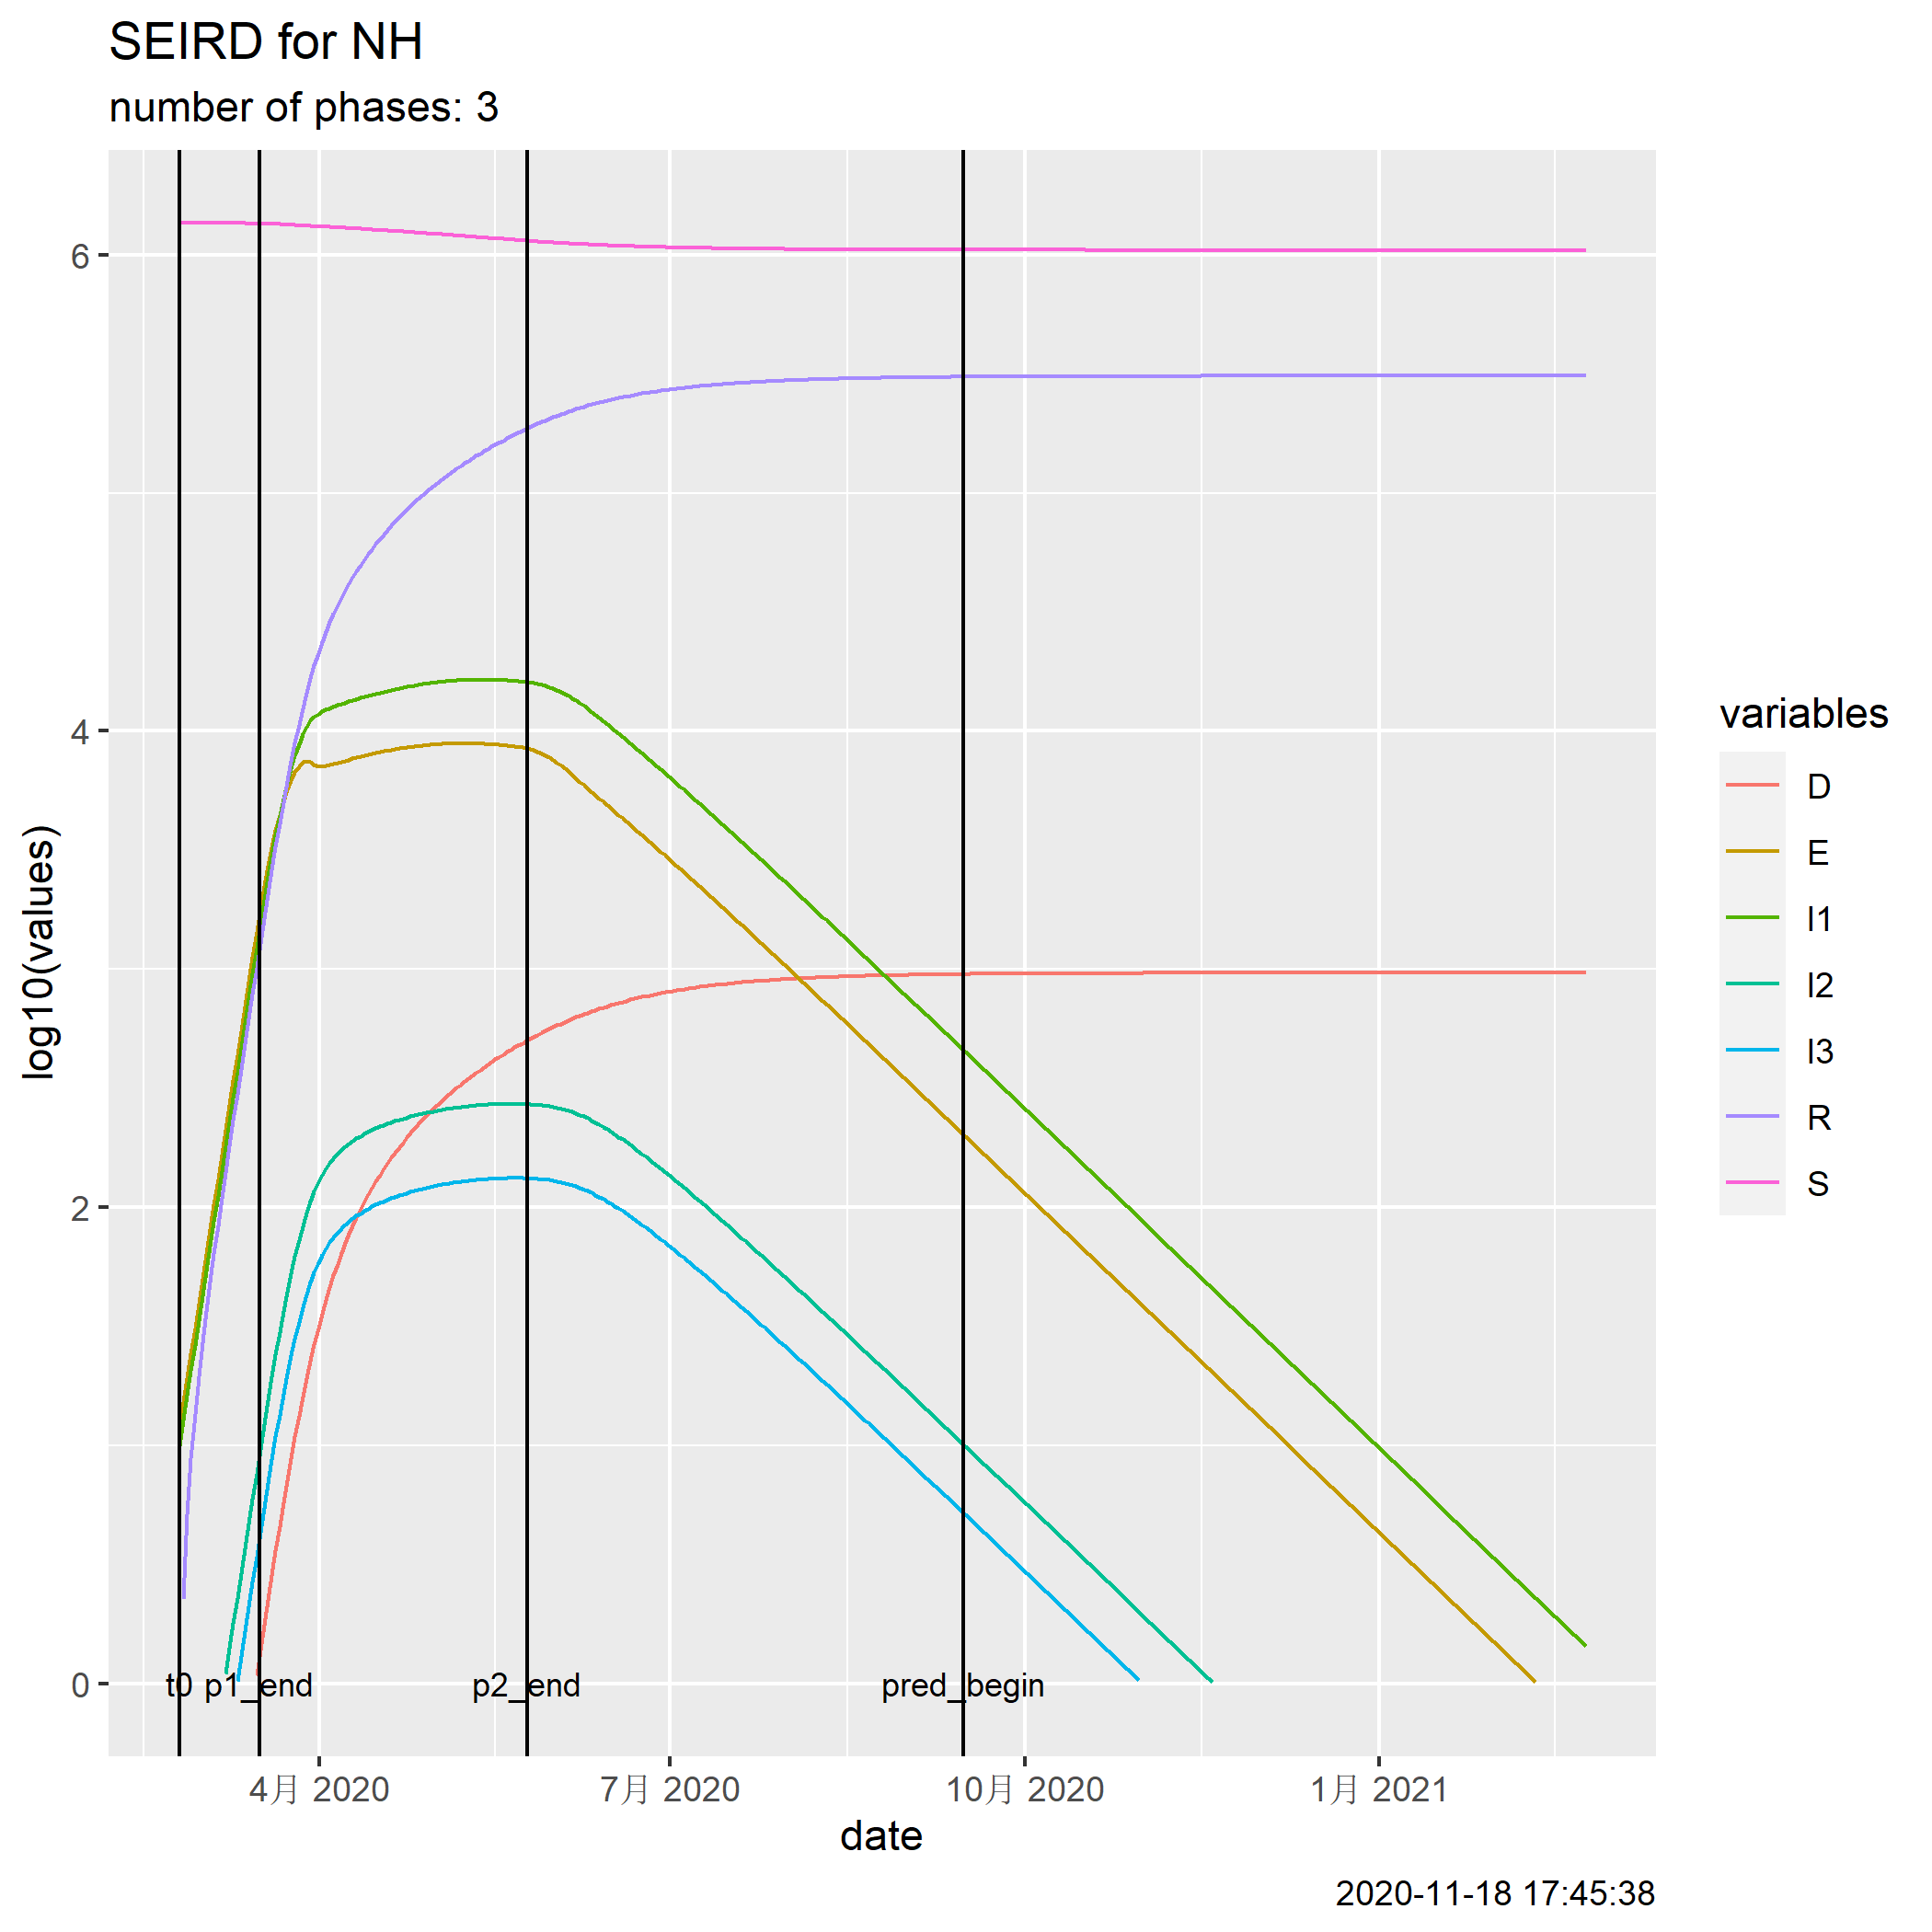 SEIRD for NH
number of phases: 3
log10(values)
6
4
2
0
t0 p1_end p2_end pred_begin
4月 2020 7月 2020 10月 2020 1月 2021
date
variables
D
E
I1
I2
I3
R
S
2020-11-18 17:45:38